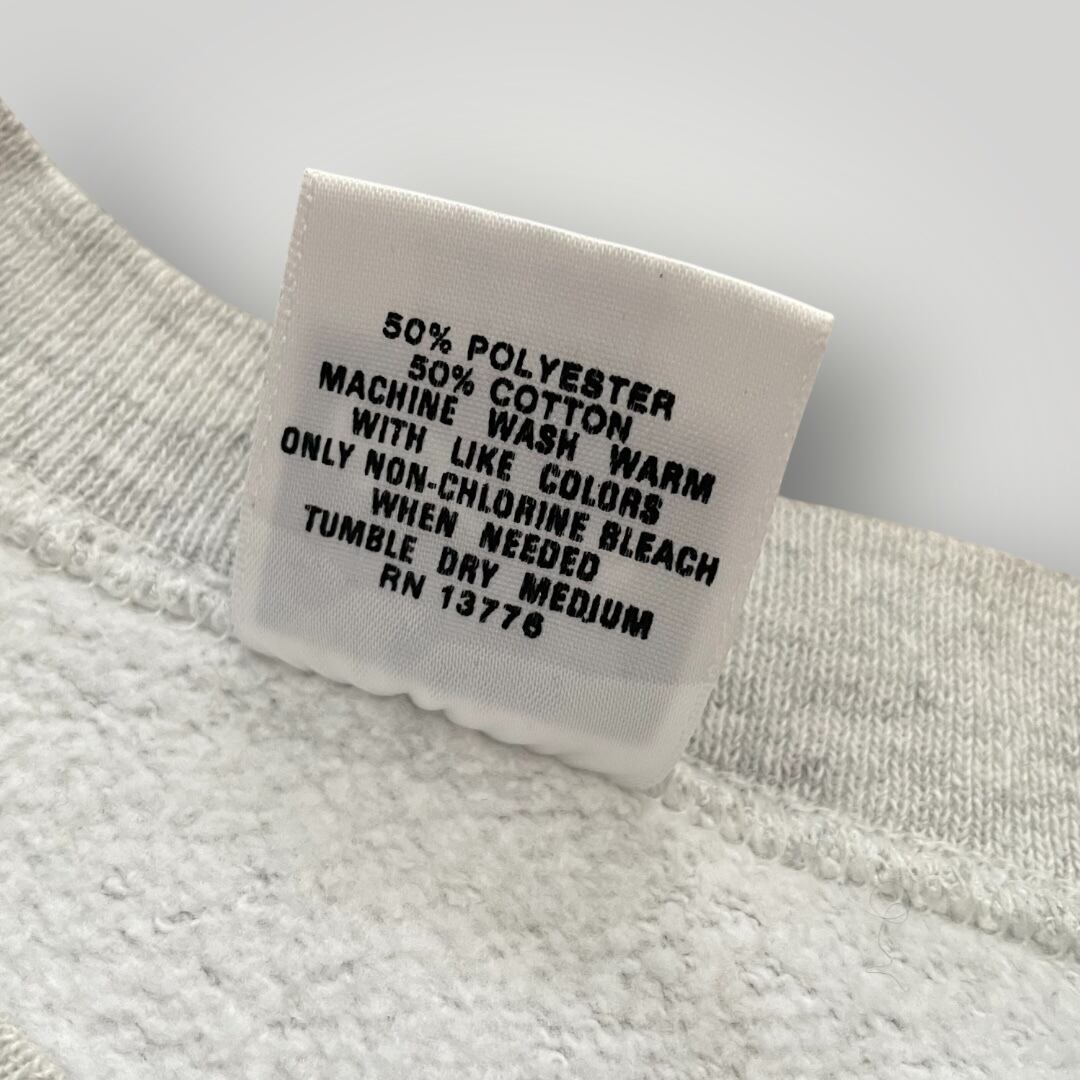 50% POLYESTER
50% COTTON
MACHINE WASH WARM
WITH LIKE COLORS
ONLY NON-CHLORINE BLEACH
WHEN NEEDED
TUMBLE DRY MEDIUM
RN 13776